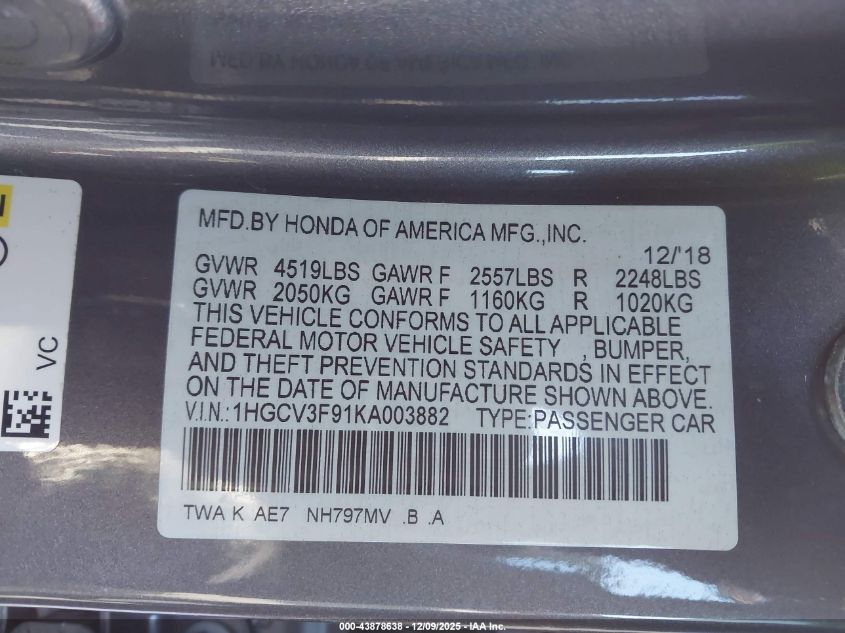 MFD.BY HONDA OF AMERICA MFG.,INC.
12/'18
GVWR 4519LBS GAWR F 2557LBS R 2248LBS
GVWR 2050KG GAWR F 1160KG R 1020KG
THIS VEHICLE CONFORMS TO ALL APPLICABLE
FEDERAL MOTOR VEHICLE SAFETY , BUMPER,
AND THEFT PREVENTION STANDARDS IN EFFECT
ON THE DATE OF MANUFACTURE SHOWN ABOVE.
V.I.N.:1HGCV3F91KA003882 TYPE:PASSENGER CAR
TWA K AE7 NH797MV .B .A
VC
000-43878638 - 12/09/2025 - IAA Inc.